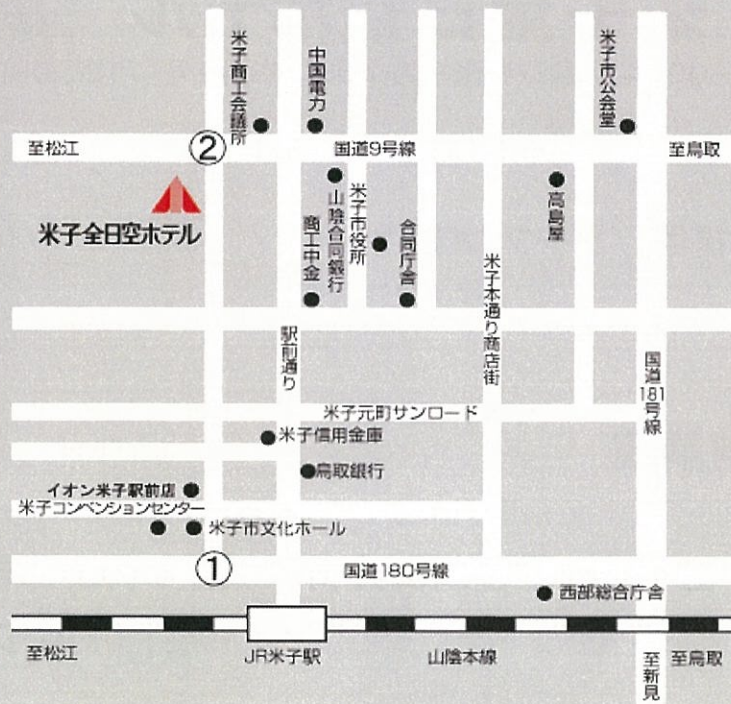 米子商工会議所
中国電力
米子市公会堂
②
至松江
国道9号線
至鳥取
米子全日空ホテル
山陰合同銀行
米子市役所
商工中金
合同庁舎
高島屋
米子本通り商店街
駅前通り
国道181号線
米子元町サンロード
米子信用金庫
鳥取銀行
イオン米子駅前店
米子コンベンションセンター
米子市文化ホール
①
国道180号線
西部総合庁舎
至松江
JR米子駅
山陰本線
至新見
至鳥取